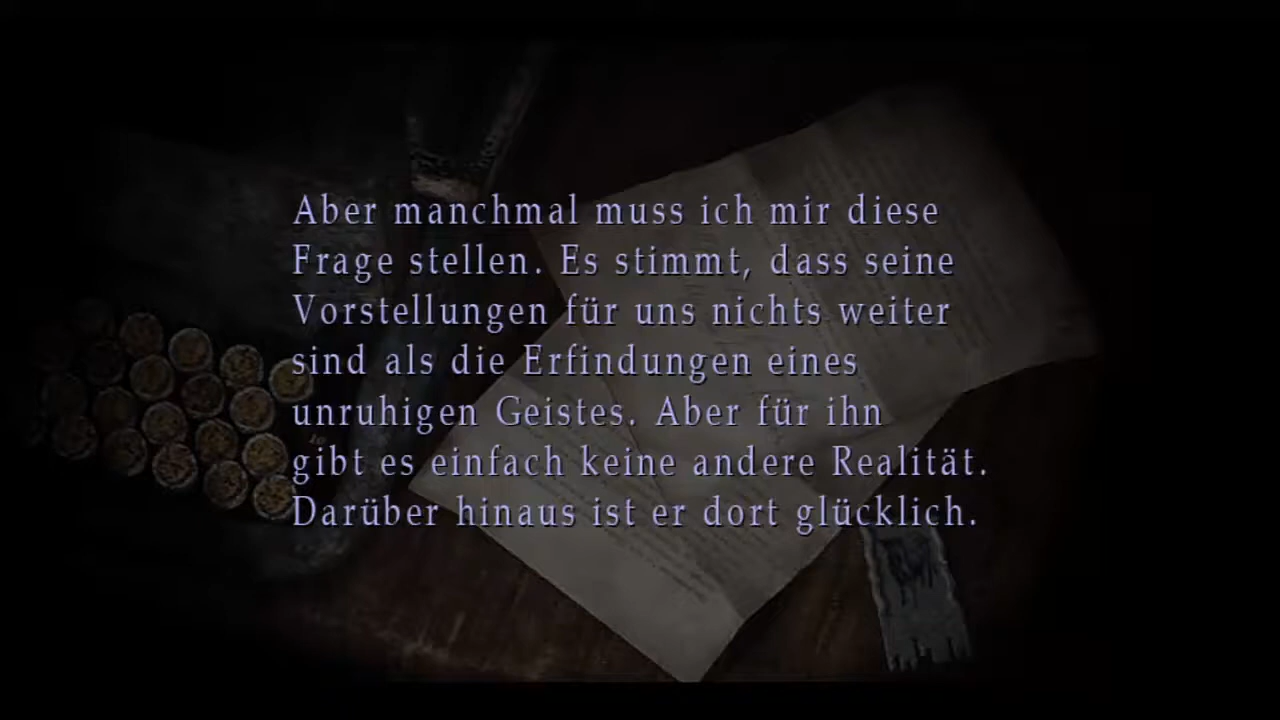 Aber manchmal muss ich mir diese
Frage stellen. Es stimmt, dass seine
Vorstellungen für uns nichts weiter
sind als die Erfindungen eines
unruhigen Geistes. Aber für ihn
gibt es einfach keine andere Realität.
Darüber hinaus ist er dort glücklich.